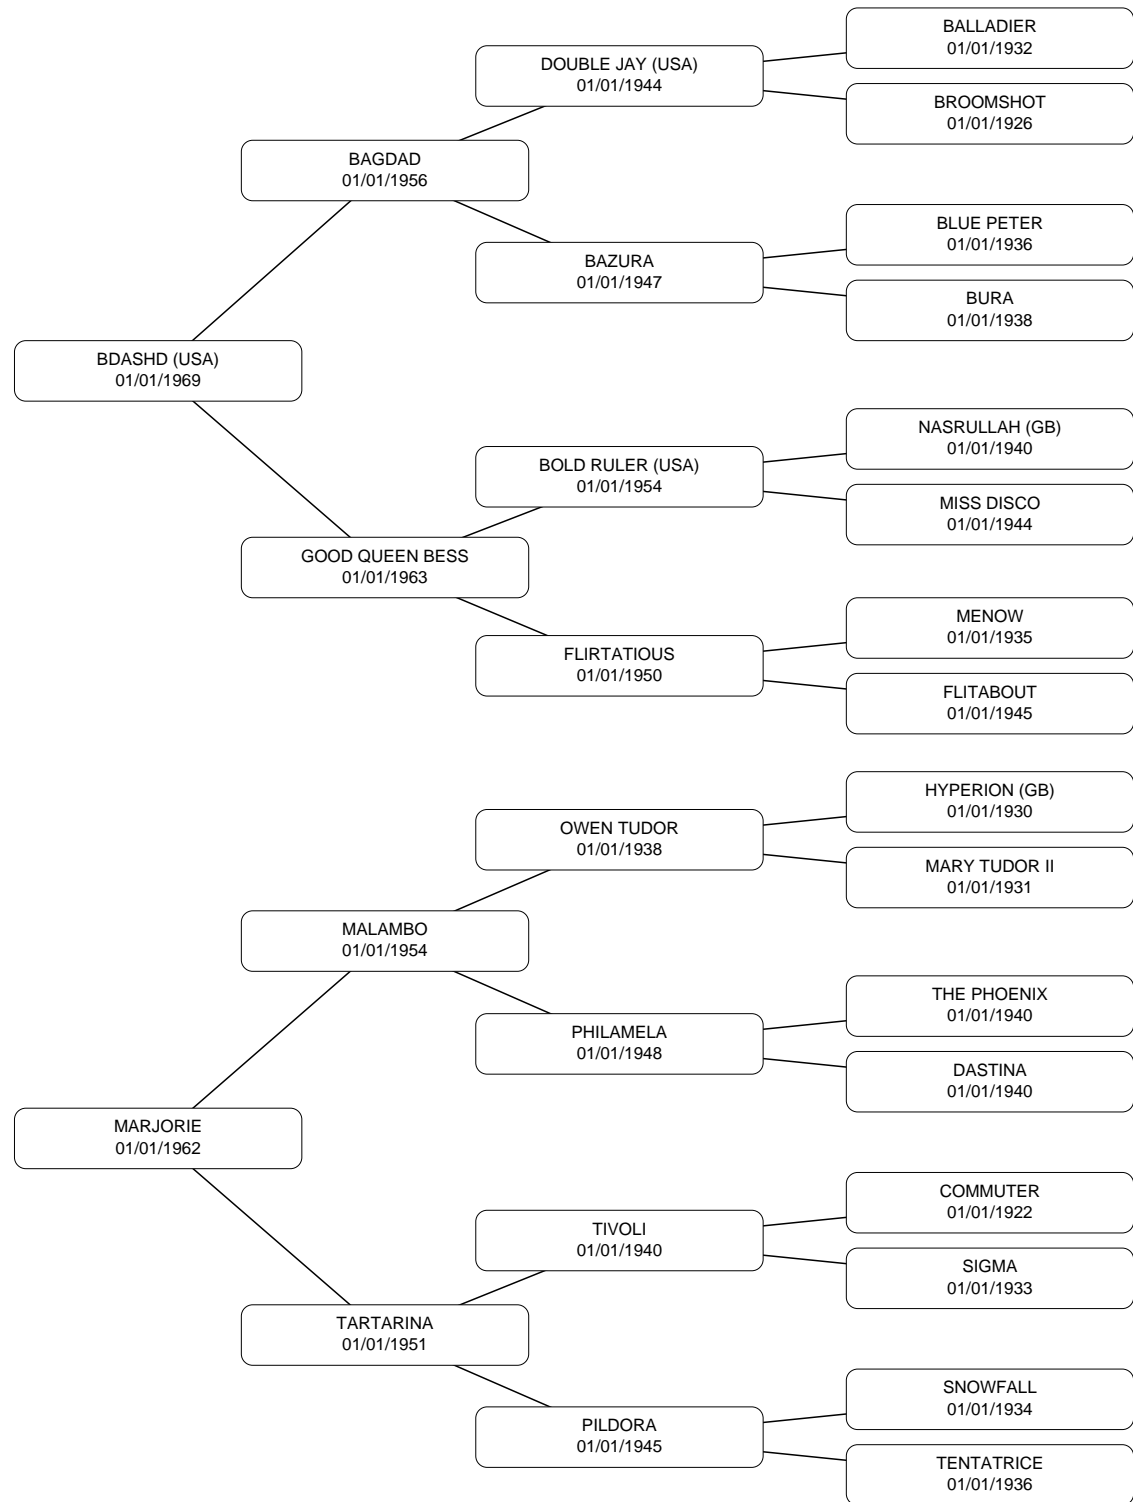 BALLADIER
01/01/1932
DOUBLE JAY (USA)
01/01/1944
BROOMSHOT
01/01/1926
BAGDAD
01/01/1956
BLUE PETER
01/01/1936
BAZURA
01/01/1947
BURA
01/01/1938
BDASHD (USA)
01/01/1969
NASRULLAH (GB)
01/01/1940
BOLD RULER (USA)
01/01/1954
MISS DISCO
01/01/1944
GOOD QUEEN BESS
01/01/1963
MENOW
01/01/1935
FLIRTATIOUS
01/01/1950
FLITABOUT
01/01/1945
HYPERION (GB)
01/01/1930
OWEN TUDOR
01/01/1938
MARY TUDOR II
01/01/1931
MALAMBO
01/01/1954
THE PHOENIX
01/01/1940
PHILAMELA
01/01/1948
DASTINA
01/01/1940
MARJORIE
01/01/1962
COMMUTER
01/01/1922
TIVOLI
01/01/1940
SIGMA
01/01/1933
TARTARINA
01/01/1951
SNOWFALL
01/01/1934
PILDORA
01/01/1945
TENTATRICE
01/01/1936